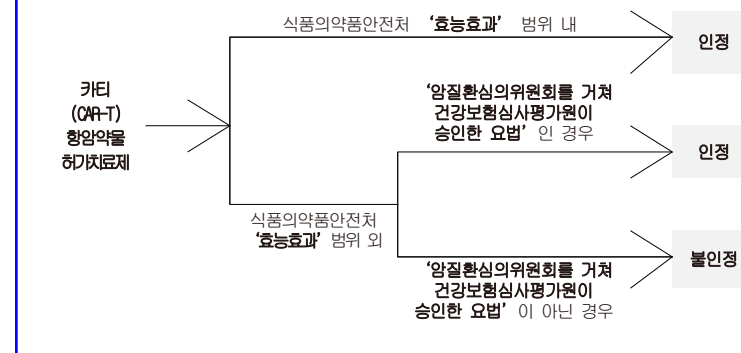 식품의약품안전처 ‘효능효과’ 범위 내
인정
카티
(CAR-T)
항암약물
허가치료제
‘암질환심의위원회를 거쳐
건강보험심사평가원이
승인한 요법’ 인 경우
인정
식품의약품안전처
‘효능효과’ 범위 외
‘암질환심의위원회를 거쳐
건강보험심사평가원이
승인한 요법’ 이 아닌 경우
불인정